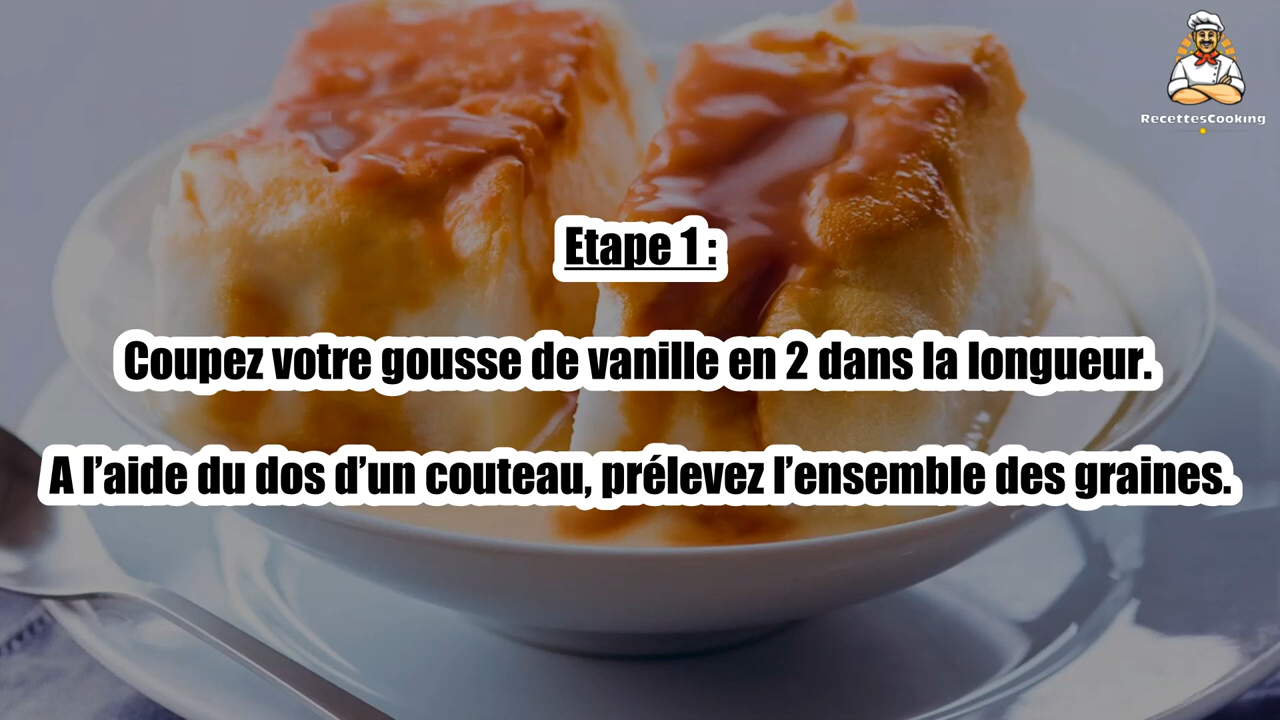 RecettesCooking
Etape 1 :
Coupez votre gousse de vanille en 2 dans la longueur.
A l’aide du dos d’un couteau, prélevez l’ensemble des graines.